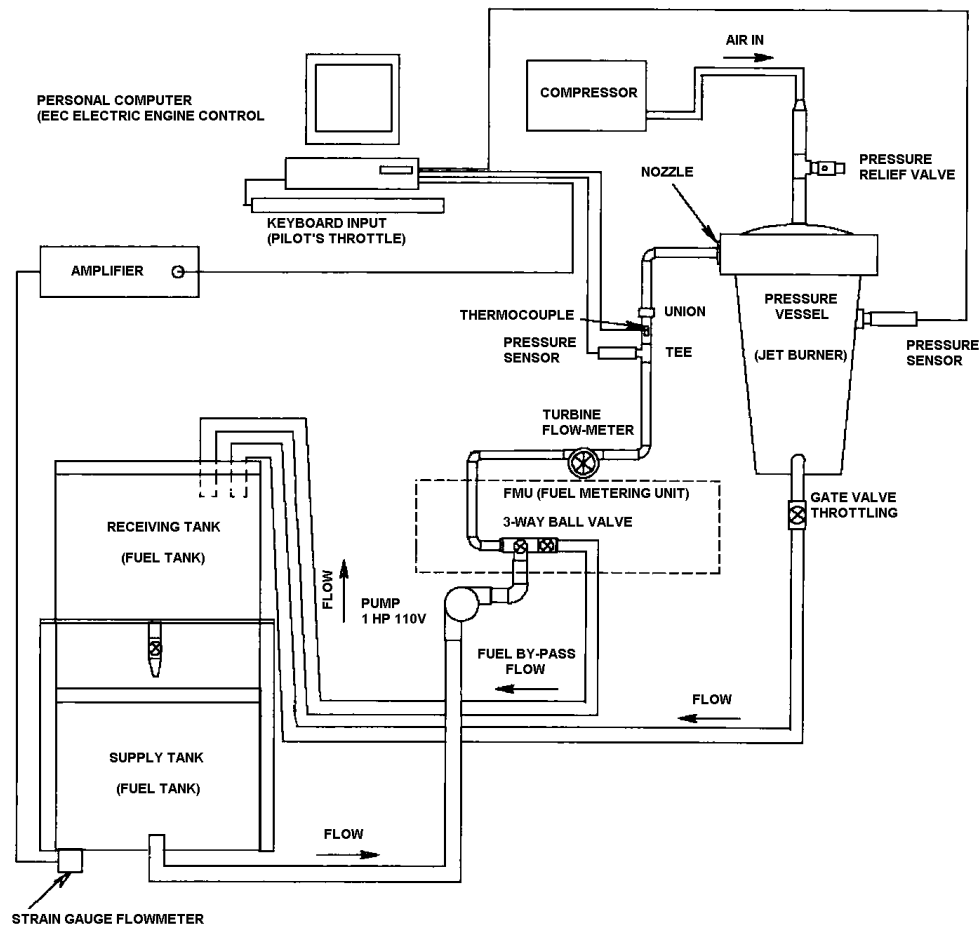 AIR IN
PERSONAL COMPUTER
(EEC ELECTRIC ENGINE CONTROL
COMPRESSOR
PRESSURE
RELIEF VALVE
NOZZLE
KEYBOARD INPUT
(PILOT'S THROTTLE)
AMPLIFIER
PRESSURE
VESSEL
(JET BURNER)
UNION
THERMOCOUPLE
PRESSURE
SENSOR
TEE
PRESSURE
SENSOR
TURBINE
FLOW-METER
FMU (FUEL METERING UNIT)
3-WAY BALL VALVE
GATE VALVE
THROTTLING
RECEIVING TANK
(FUEL TANK)
FLOW
PUMP
1 HP 110V
FUEL BY-PASS
FLOW
FLOW
SUPPLY TANK
(FUEL TANK)
FLOW
STRAIN GAUGE FLOWMETER